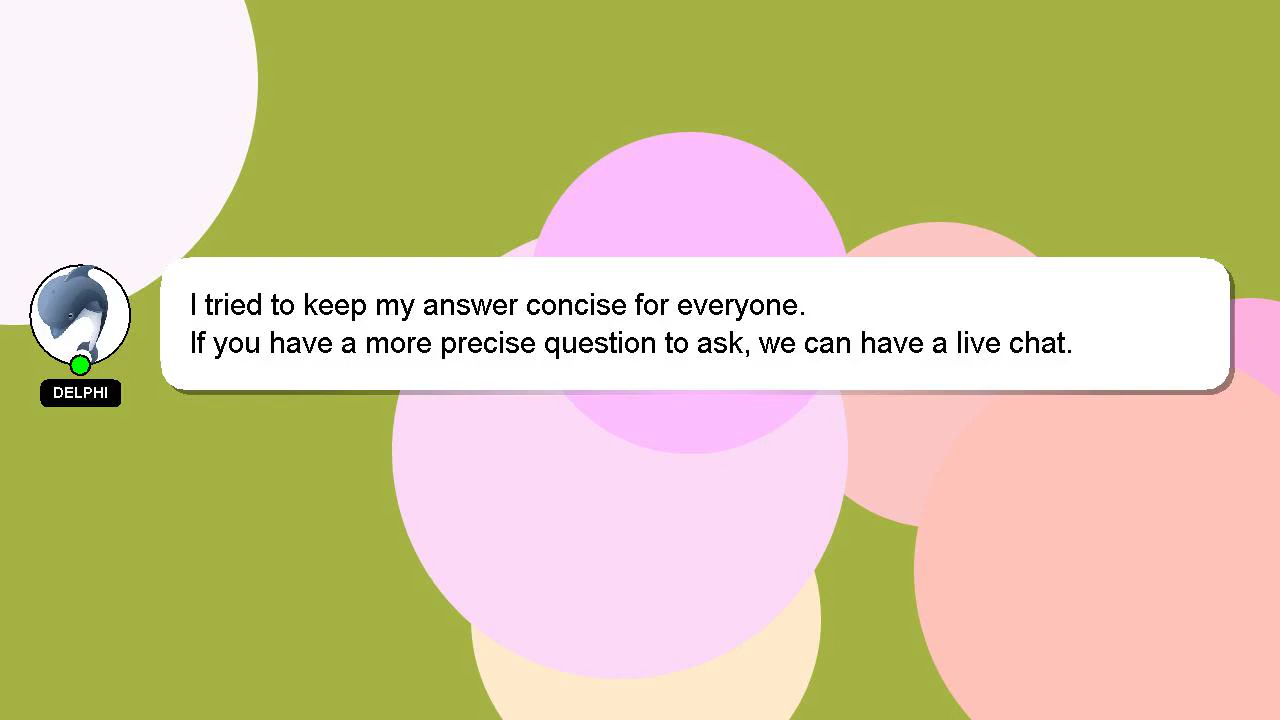 I tried to keep my answer concise for everyone.
If you have a more precise question to ask, we can have a live chat.
DELPHI